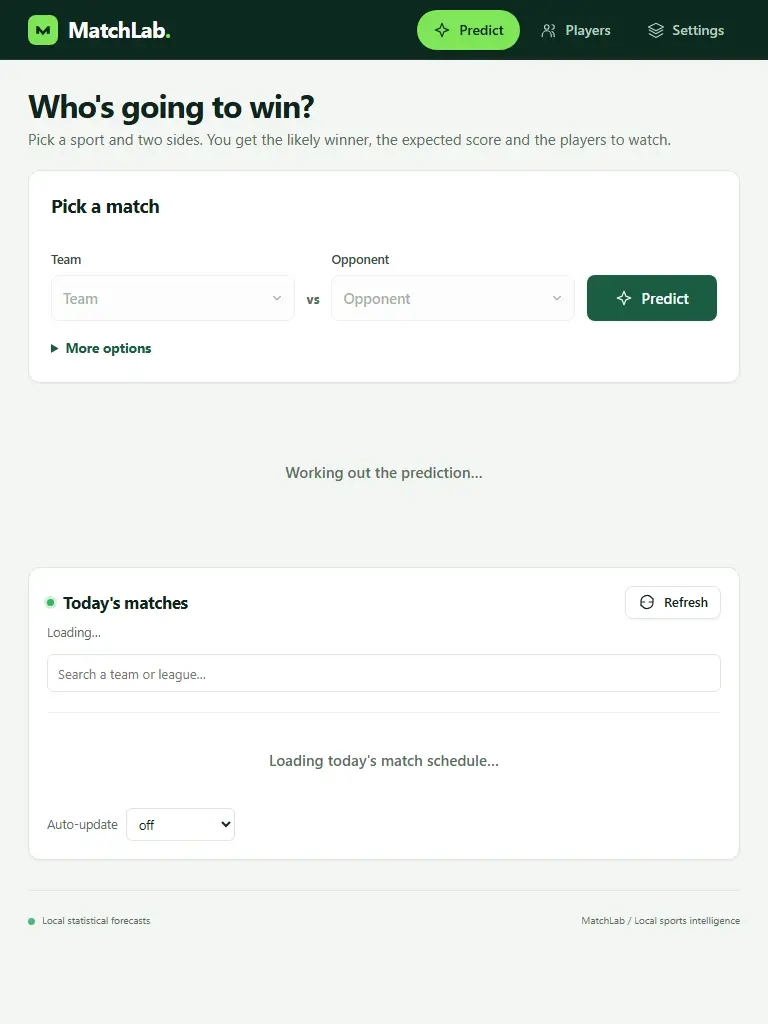 MatchLab.
Predict
Players
Settings
Who's going to win?
Pick a sport and two sides. You get the likely winner, the expected score and the players to watch.
Pick a match
Team
Opponent
Team
vs
Opponent
Predict
More options
Working out the prediction...
Today's matches
Refresh
Loading...
Search a team or league...
Loading today's match schedule...
Auto-update
off
Local statistical forecasts
MatchLab / Local sports intelligence